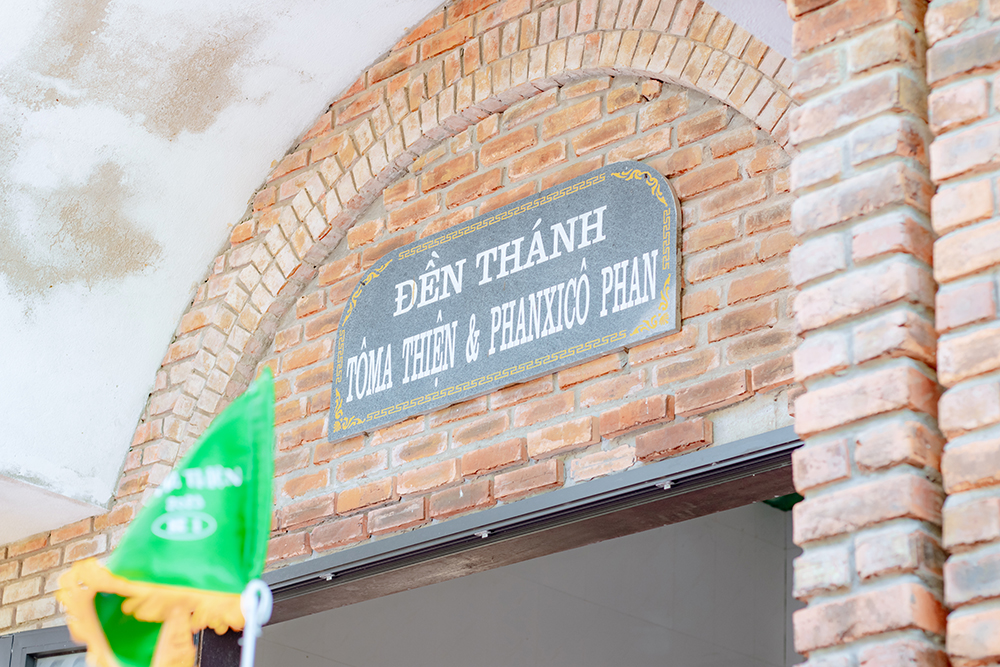 ĐỀN THÁNH
TÔMA THIỆN & PHANXICÔ PHAN